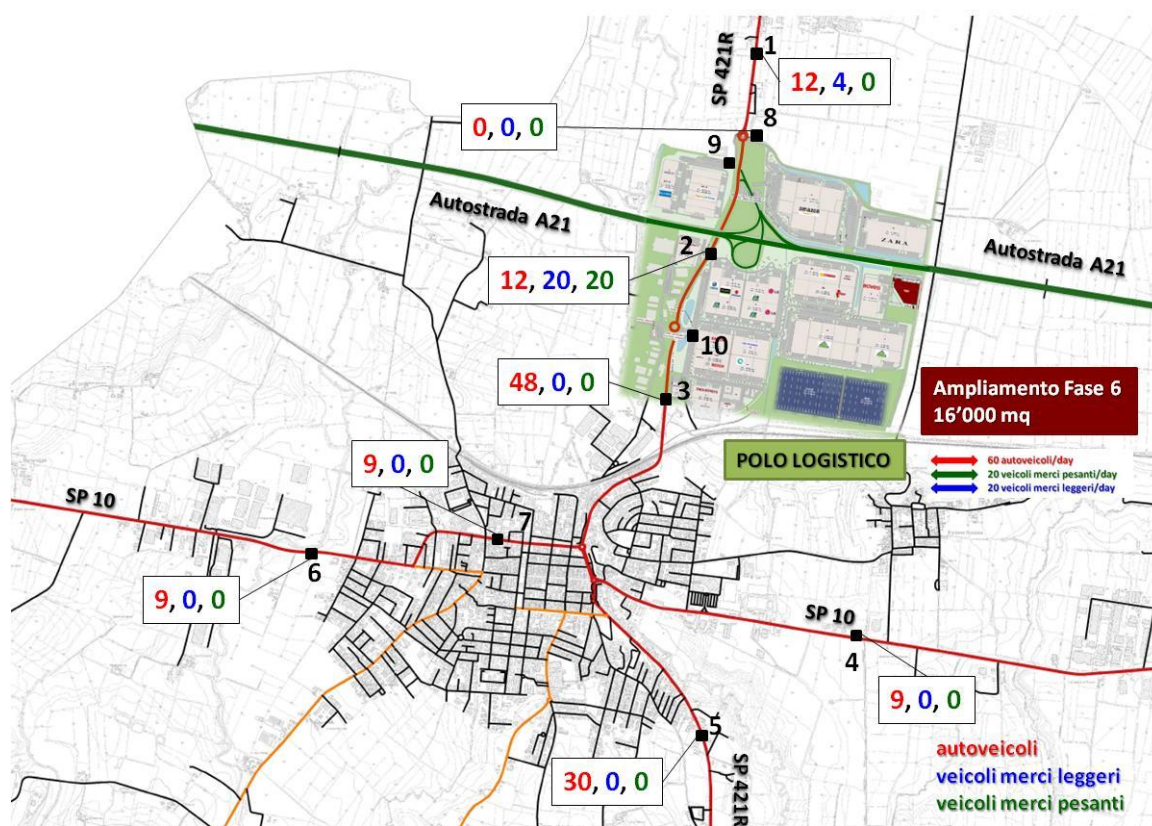 SP 421R
1
12, 4, 0
8
0, 0, 0
9
Autostrada A21
ZARA
2
Autostrada A21
12, 20, 20
10
48, 0, 0
3
Ampliamento Fase 6
16’000 mq
POLO LOGISTICO
60 autoveicoli/day
20 veicoli merci pesanti/day
20 veicoli merci leggeri/day
9, 0, 0
SP 10
7
6
9, 0, 0
SP 10
4
9, 0, 0
5
30, 0, 0
SP 421R
autoveicoli
veicoli merci leggeri
veicoli merci pesanti